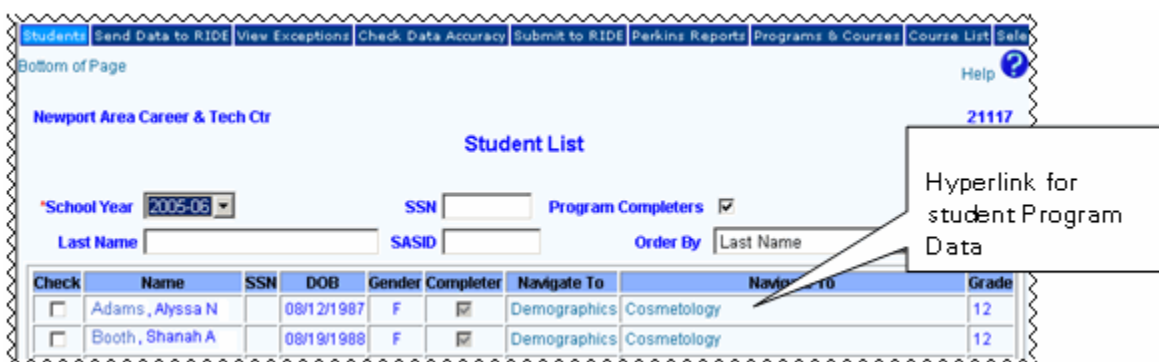 Students Send Data to RIDE View Exceptions Check Data Accuracy Submit to RIDE Perkins Reports Programs & Courses Course List Sele
Bottom of Page Help ?
Newport Area Career & Tech Ctr 21117
Student List
*School Year 2005-06 SSN Program Completers
Last Name SASID Order By Last Name
Hyperlink for
student Program
Data
Check Name SSN DOB Gender Completer Navigate To Navigate To Grade
Adams , Alyssa N 08/12/1987 F Demographics Cosmetology 12
Booth , Shanah A 08/19/1988 F Demographics Cosmetology 12